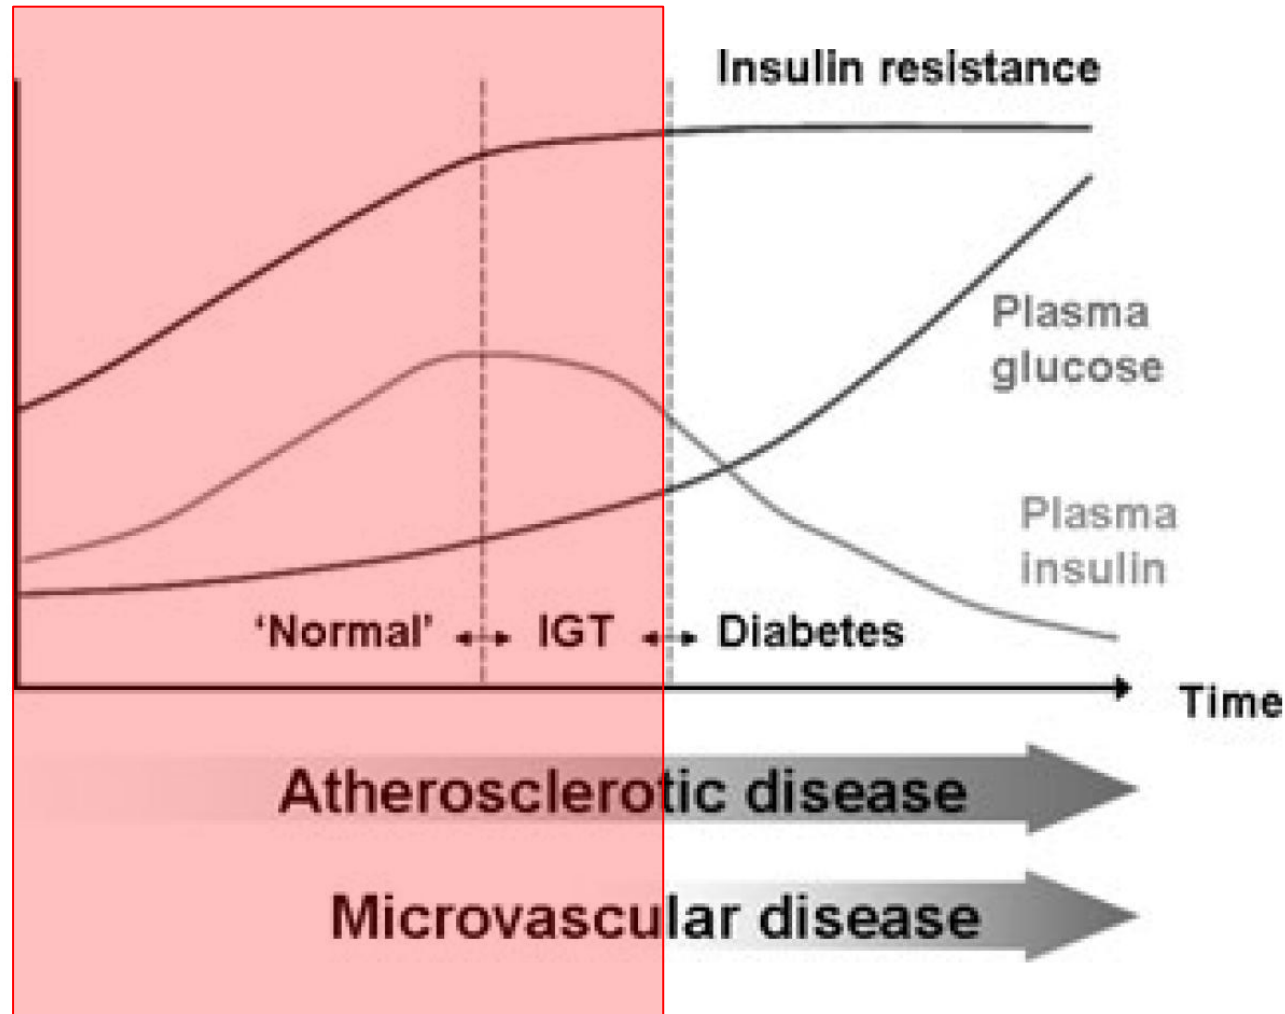 Insulin resistance
Plasma
glucose
Plasma
insulin
‘Normal’ IGT Diabetes
Time
Atherosclerotic disease
Microvascular disease